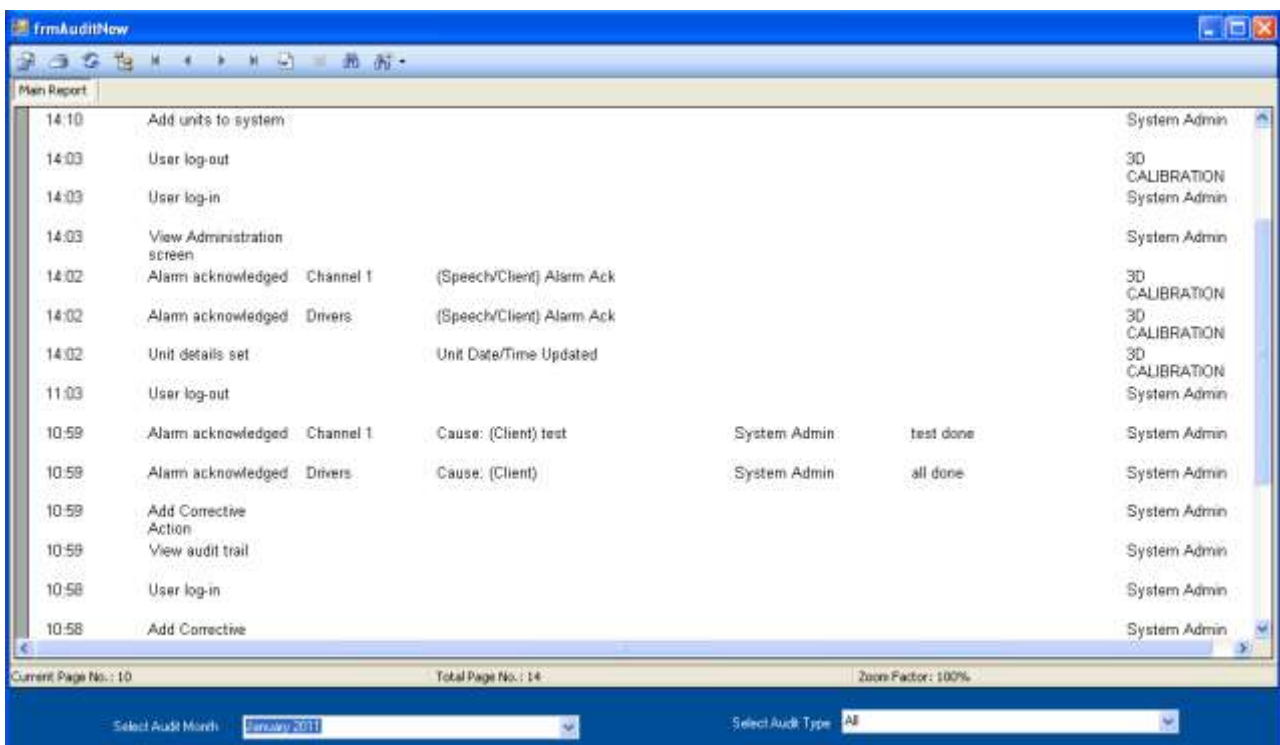 frmAuditNew
Main Report
14:10 Add units to system System Admin
14:03 User log-out 3D CALIBRATION
14:03 User log-in System Admin
14:03 View Administration screen System Admin
14:02 Alarm acknowledged Channel 1 (Speech/Client) Alarm Ack 3D CALIBRATION
14:02 Alarm acknowledged Drivers (Speech/Client) Alarm Ack 3D CALIBRATION
14:02 Unit details set Unit Date/Time Updated 3D CALIBRATION
11:03 User log-out System Admin
10:59 Alarm acknowledged Channel 1 Cause: (Client) test System Admin test done System Admin
10:59 Alarm acknowledged Drivers Cause: (Client) System Admin all done System Admin
10:59 Add Corrective Action System Admin
10:59 View audit trail System Admin
10:58 User log-in System Admin
10:58 Add Corrective System Admin
Current Page No.: 10 Total Page No.: 14 Zoom Factor: 100%
Select Audit Month January 2011 Select Audit Type All